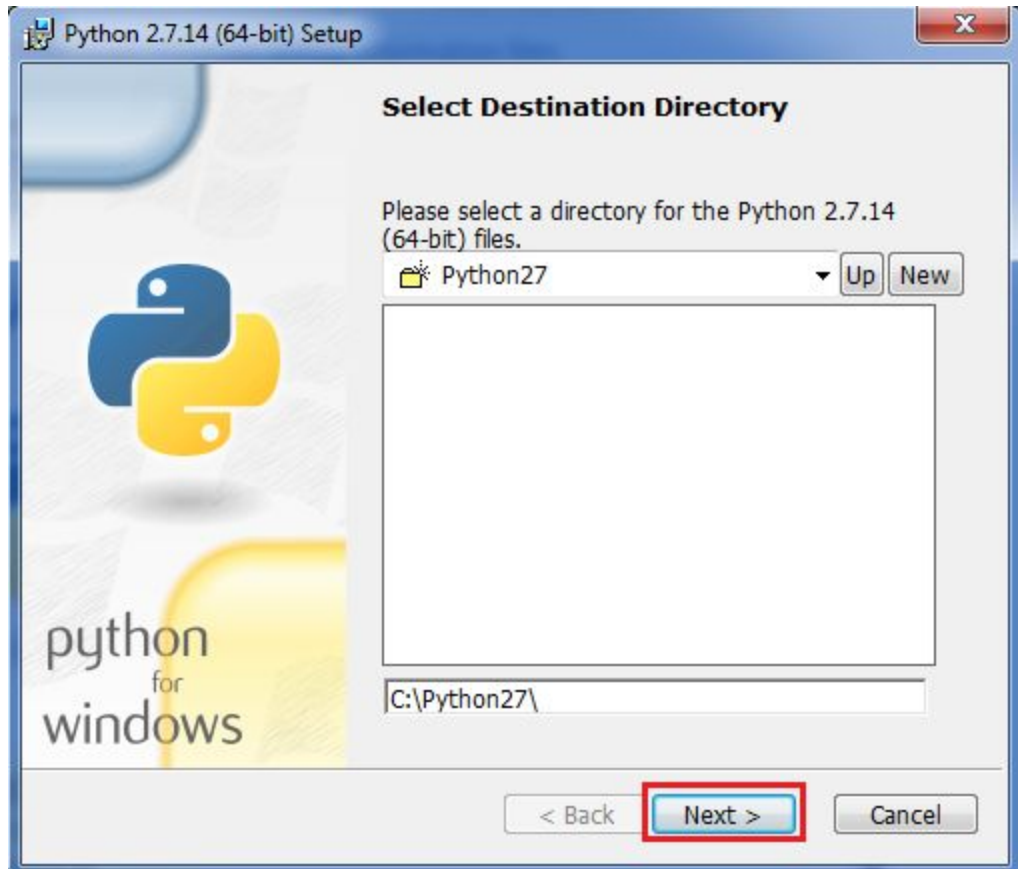 Python 2.7.14 (64-bit) Setup
Select Destination Directory
Please select a directory for the Python 2.7.14
(64-bit) files.
Python27
Up
New
C:\Python27\
python
for
windows
< Back
Next >
Cancel